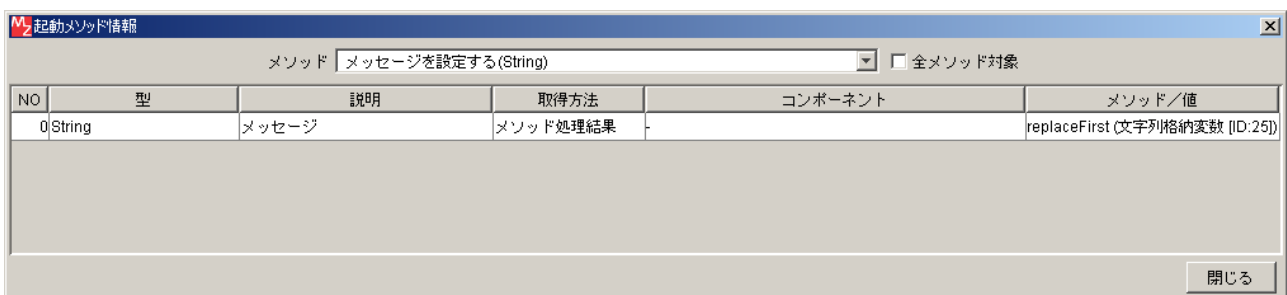 MZ 起動メソッド情報
メソッド メッセージを設定する(String) 全メソッド対象
NO 型 説明 取得方法 コンポーネント メソッド/値
0 String メッセージ メソッド処理結果 - replaceFirst (文字列格納変数 [ID:25])
閉じる